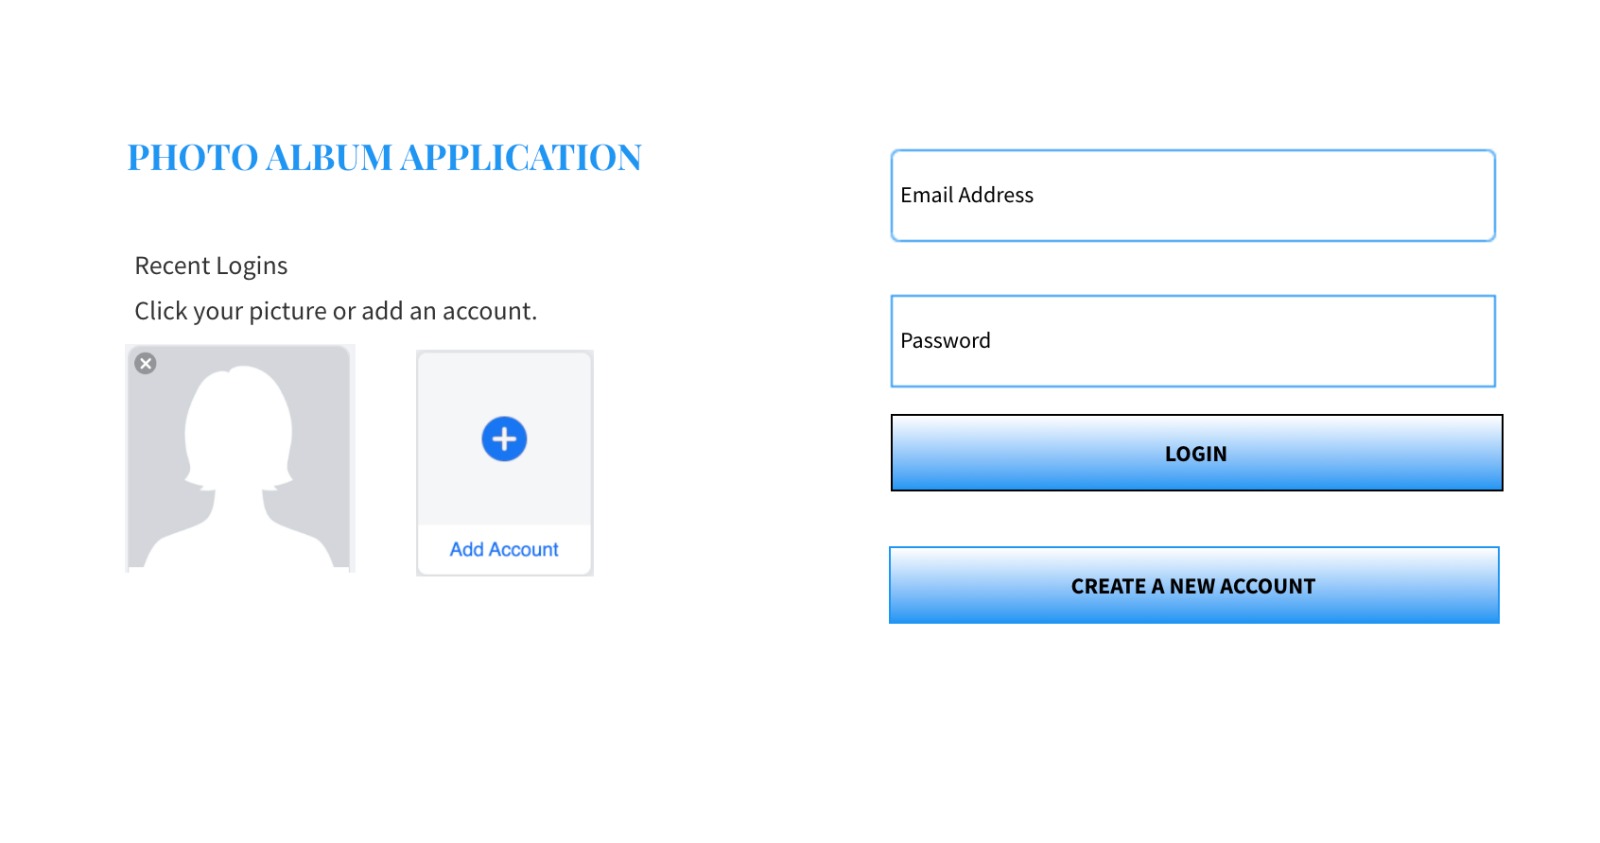 PHOTO ALBUM APPLICATION
Recent Logins
Click your picture or add an account.
Add Account
Email Address
Password
LOGIN
CREATE A NEW ACCOUNT